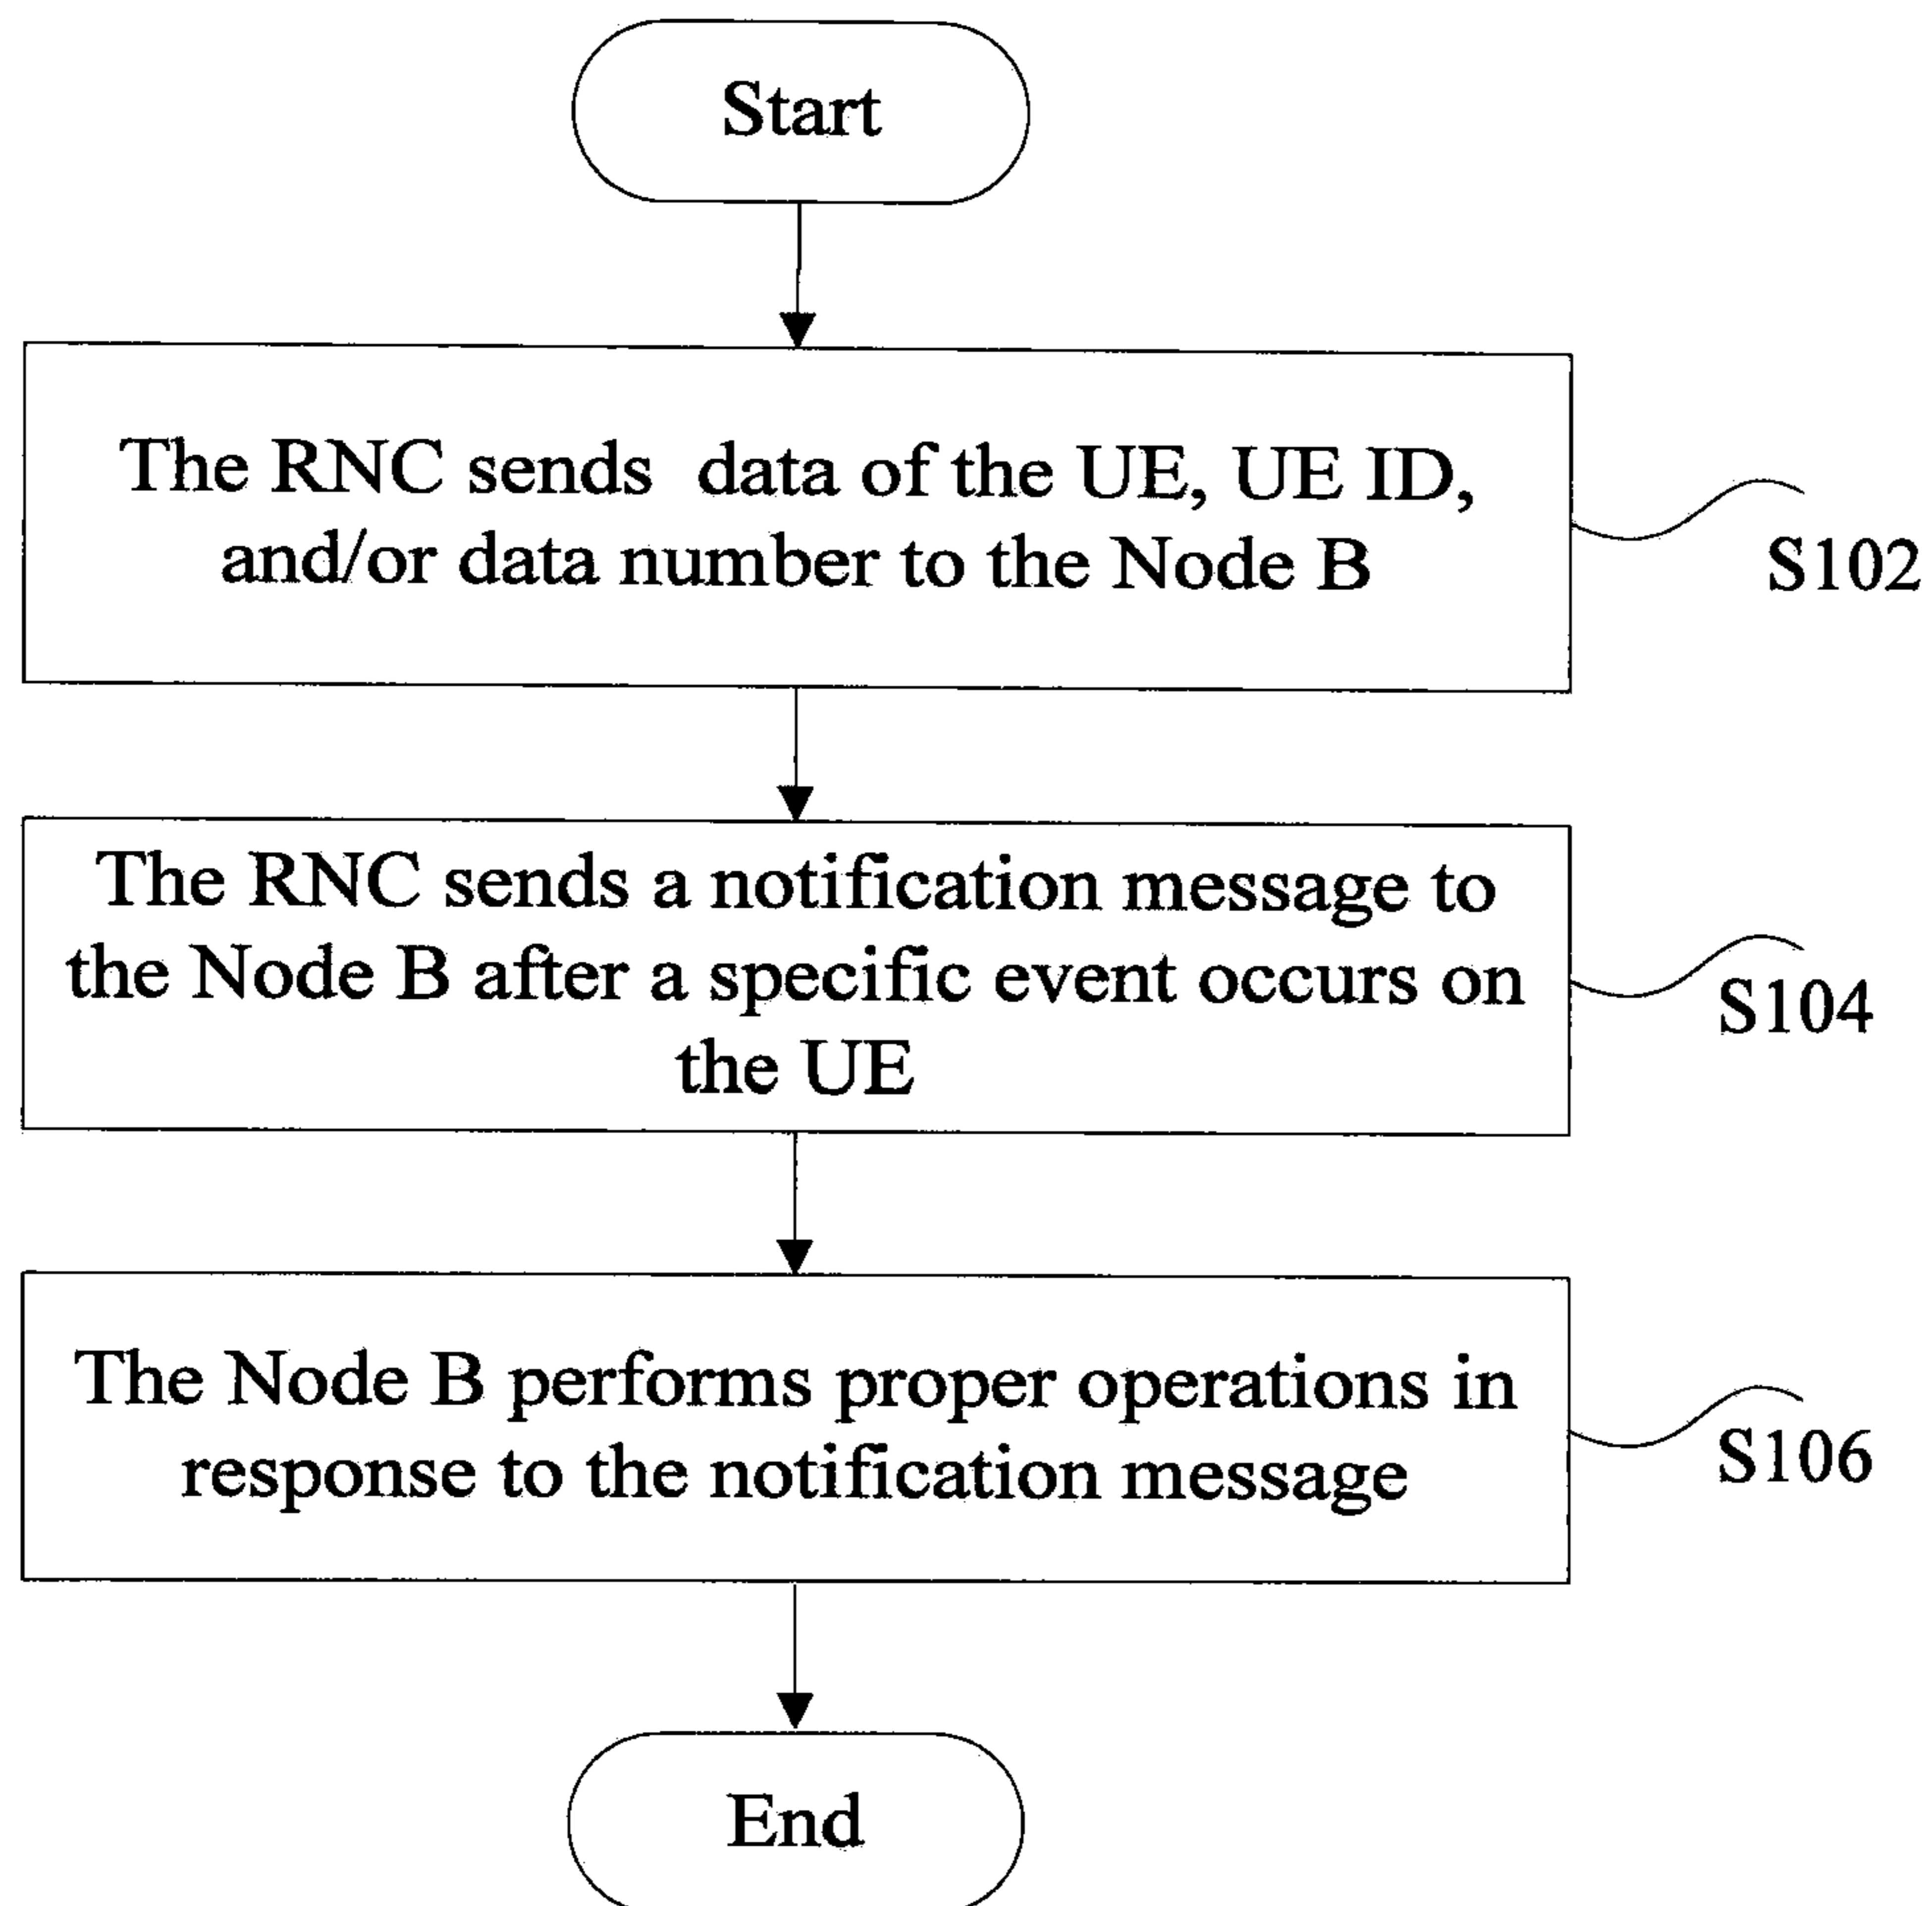 Start
The RNC sends data of the UE, UE ID,
and/or data number to the Node B
S102
The RNC sends a notification message to
the Node B after a specific event occurs on
the UE
S104
The Node B performs proper operations in
response to the notification message
S106
End